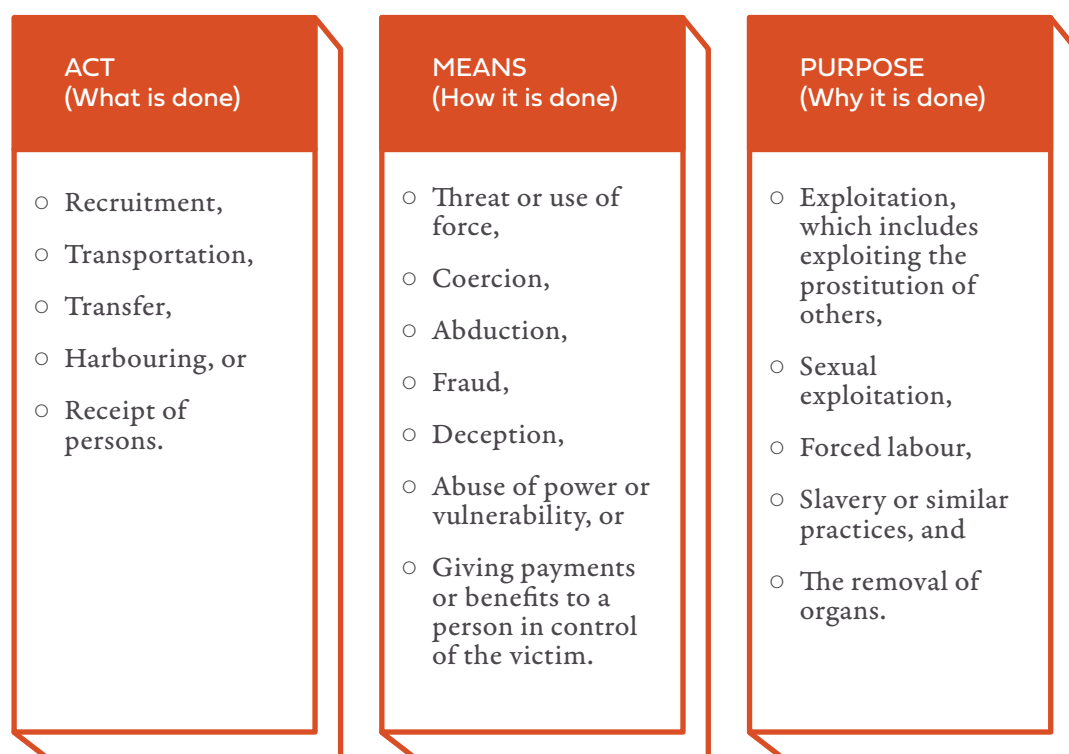 ACT
(What is done)
○ Recruitment,
○ Transportation,
○ Transfer,
○ Harbouring, or
○ Receipt of
persons.
MEANS
(How it is done)
○ Threat or use of
force,
○ Coercion,
○ Abduction,
○ Fraud,
○ Deception,
○ Abuse of power or
vulnerability, or
○ Giving payments
or benefits to a
person in control
of the victim.
PURPOSE
(Why it is done)
○ Exploitation,
which includes
exploiting the
prostitution of
others,
○ Sexual
exploitation,
○ Forced labour,
○ Slavery or similar
practices, and
○ The removal of
organs.